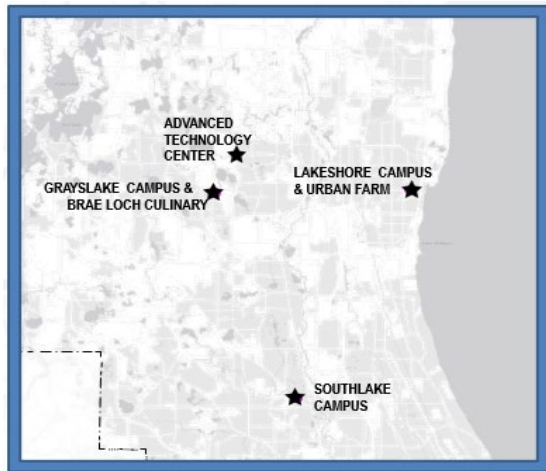 ADVANCED
TECHNOLOGY
CENTER
GRAYSLAKE CAMPUS &
BRAE LOCH CULINARY
LAKESHORE CAMPUS
& URBAN FARM
SOUTHLAKE
CAMPUS